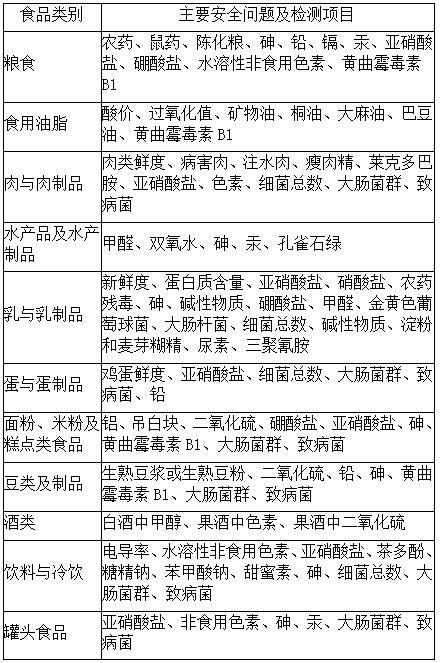 食品类别
主要安全问题及检测项目
粮食
农药、鼠药、陈化粮、砷、铅、镉、汞、亚硝酸
盐、硼酸盐、水溶性非食用色素、黄曲霉毒素
B1
食用油脂
酸价、过氧化值、矿物油、桐油、大麻油、巴豆
油、黄曲霉毒素B1
肉与肉制品
肉类鲜度、病害肉、注水肉、瘦肉精、莱克多巴
胺、亚硝酸盐、色素、细菌总数、大肠菌群、致
病菌
水产品及水产
制品
甲醛、双氧水、砷、汞、孔雀石绿
乳与乳制品
新鲜度、蛋白质含量、亚硝酸盐、硝酸盐、农药
残毒、砷、碱性物质、硼酸盐、甲醛、金黄色葡
萄球菌、大肠杆菌、细菌总数、碱性物质、淀粉
和麦芽糊精、尿素、三聚氰胺
蛋与蛋制品
鸡蛋鲜度、亚硝酸盐、细菌总数、大肠菌群、致
病菌、铅
面粉、米粉及
糕点类食品
铝、吊白块、二氧化硫、硼酸盐、亚硝酸盐、砷、
黄曲霉毒素B1、大肠菌群、致病菌
豆类及制品
生熟豆浆或生熟豆粉、二氧化硫、铅、砷、黄曲
霉毒素B1、大肠菌群、致病菌
酒类
白酒中甲醇、果酒中色素、果酒中二氧化硫
饮料与冷饮
电导率、水溶性非食用色素、亚硝酸盐、茶多酚、
糖精钠、苯甲酸钠、甜蜜素、砷、细菌总数、大
肠菌群、致病菌
罐头食品
亚硝酸盐、非食用色素、砷、汞、大肠菌群、致
病菌